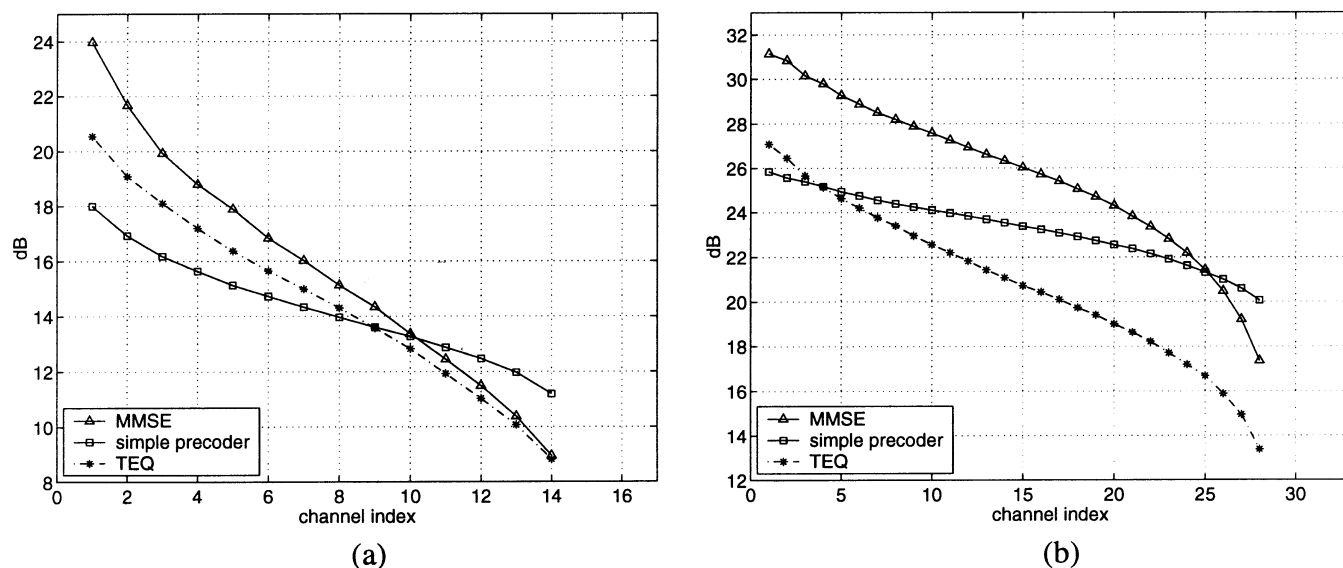 24
22
20
18
16
14
12
10
8
dB
0 2 4 6 8 10 12 14 16
channel index
MMSE
simple precoder
TEQ
(a)
32
30
28
26
24
22
20
18
16
14
12
dB
0 5 10 15 20 25 30
channel index
MMSE
simple precoder
TEQ
(b)